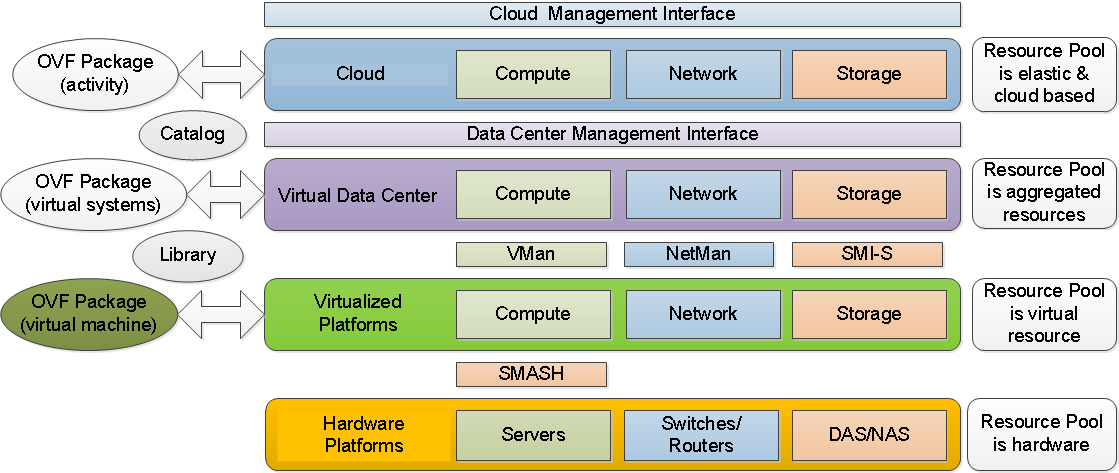 Cloud Management Interface
OVF Package
(activity)
Cloud
Compute
Network
Storage
Resource Pool
is elastic &
cloud based
Catalog
Data Center Management Interface
OVF Package
(virtual systems)
Virtual Data Center
Compute
Network
Storage
Resource Pool
is aggregated
resources
Library
VMan
NetMan
SMI-S
OVF Package
(virtual machine)
Virtualized
Platforms
Compute
Network
Storage
Resource Pool
is virtual
resource
SMASH
Hardware
Platforms
Servers
Switches/
Routers
DAS/NAS
Resource Pool
is hardware